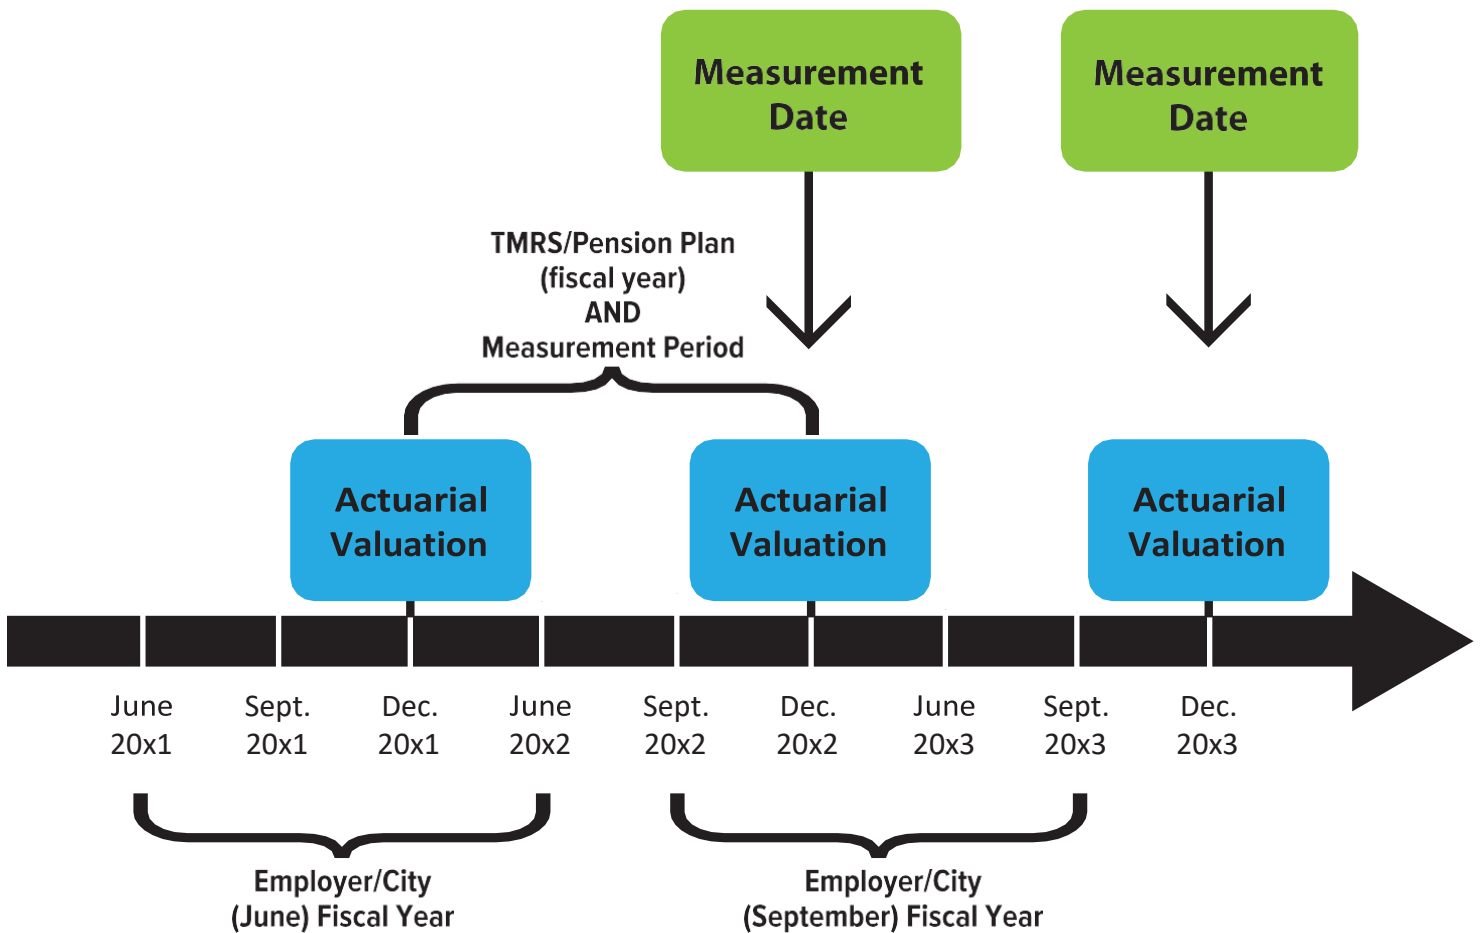 Measurement
Date
Measurement
Date
TMRS/Pension Plan
(fiscal year)
AND
Measurement Period
Actuarial
Valuation
Actuarial
Valuation
Actuarial
Valuation
June
20x1
Sept.
20x1
Dec.
20x1
June
20x2
Sept.
20x2
Dec.
20x2
June
20x3
Sept.
20x3
Dec.
20x3
Employer/City
(June) Fiscal Year
Employer/City
(September) Fiscal Year